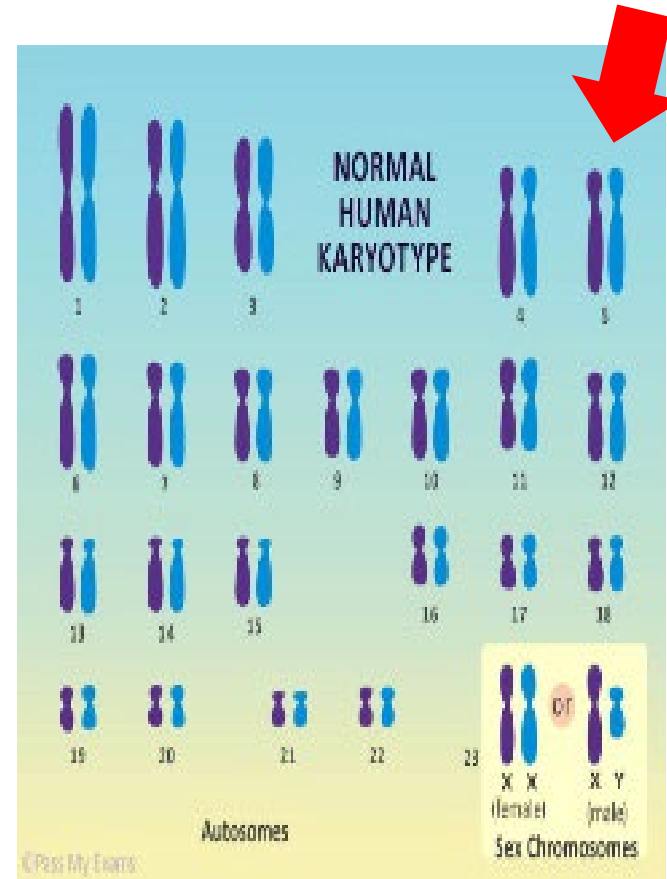 NORMAL
HUMAN
KARYOTYPE
1 2 3 4 5
6 7 8 9 10 11 12
13 14 15 16 17 18
19 20 21 22 23
or
X X X Y
(female) (male)
Autosomes
Sex Chromosomes
©Pass My Exams